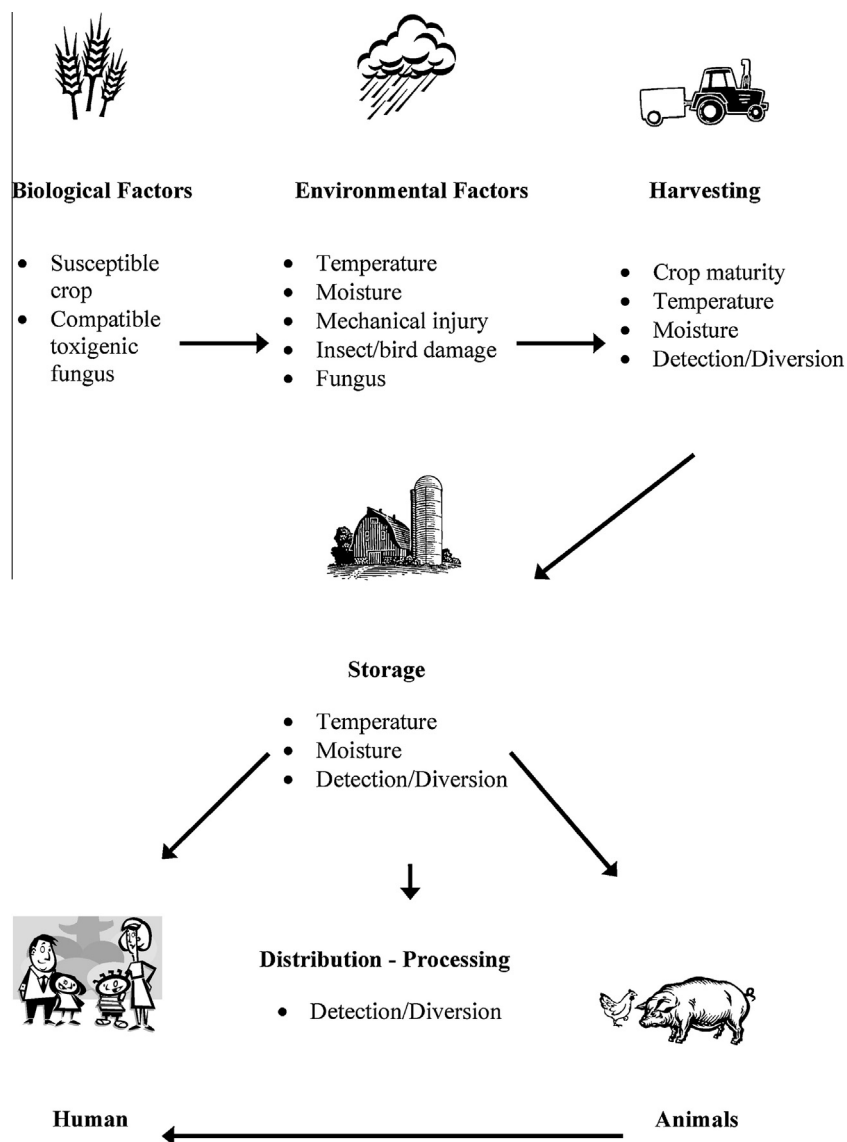 Biological Factors
Environmental Factors
Harvesting
• Susceptible
crop
• Compatible
toxigenic
fungus
• Temperature
• Moisture
• Mechanical injury
• Insect/bird damage
• Fungus
• Crop maturity
• Temperature
• Moisture
• Detection/Diversion
Storage
• Temperature
• Moisture
• Detection/Diversion
Distribution - Processing
• Detection/Diversion
Human
Animals